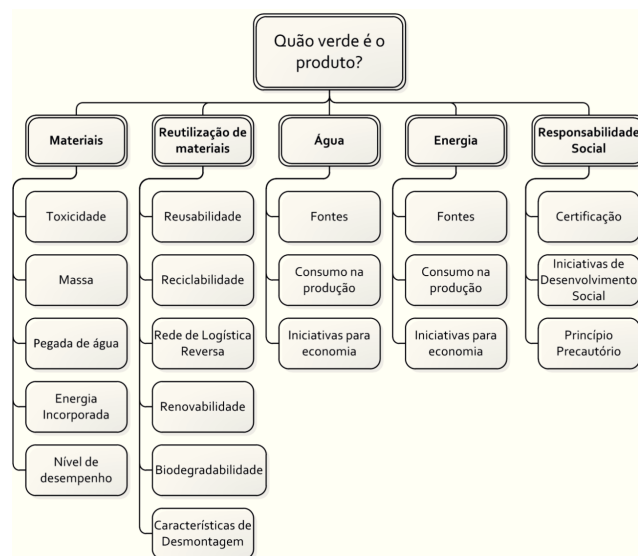 Quão verde é o
produto?
Materiais
Reutilização de
materiais
Água
Energia
Responsabilidade
Social
Toxicidade
Massa
Pegada de água
Energia
Incorporada
Nível de
desempenho
Reusabilidade
Reciclabilidade
Rede de Logística
Reversa
Renovabilidade
Biodegradabilidade
Características de
Desmontagem
Fontes
Consumo na
produção
Iniciativas para
economia
Fontes
Consumo na
produção
Iniciativas para
economia
Certificação
Iniciativas de
Desenvolvimento
Social
Princípio
Precautório